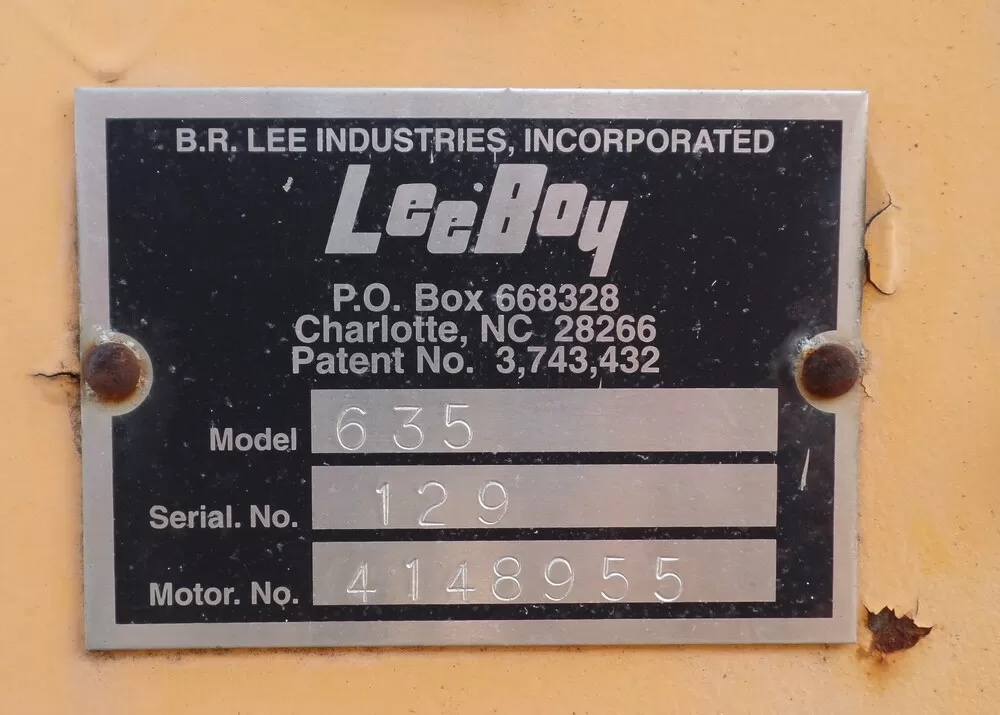 B.R. LEE INDUSTRIES, INCORPORATED
LeeBoy
P.O. Box 668328
Charlotte, NC 28266
Patent No. 3,743,432
Model 635
Serial. No. 129
Motor. No. 4148955